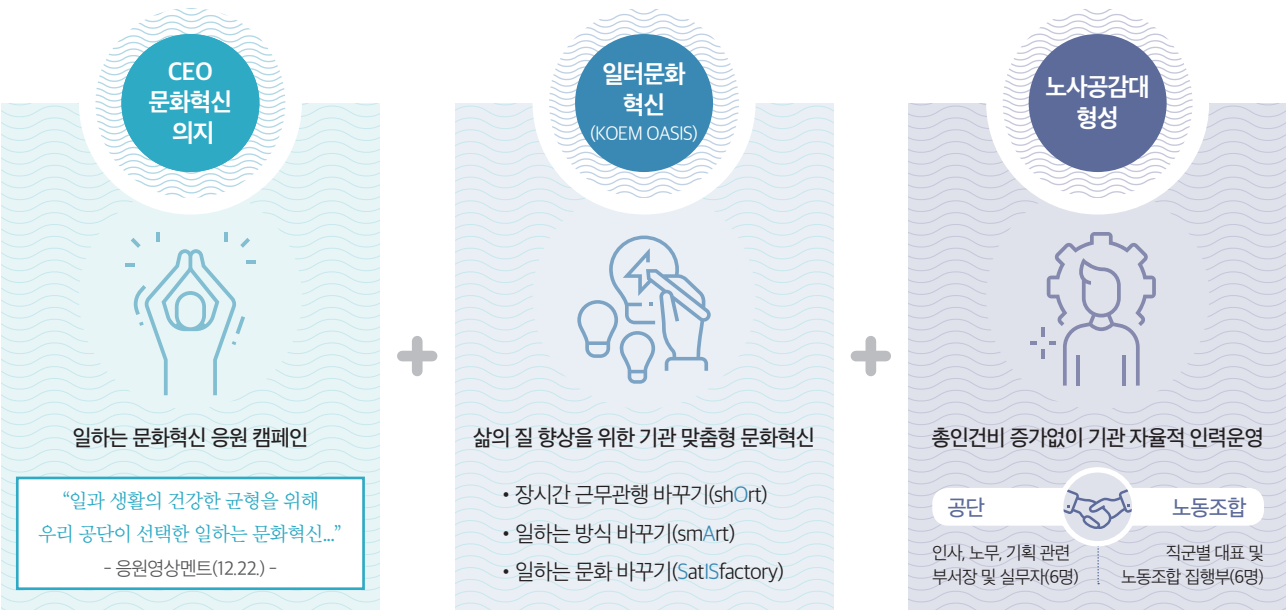 CEO
문화혁신
의지
일하는 문화혁신 응원 캠페인
“일과 생활의 건강한 균형을 위해
우리 공단이 선택한 일하는 문화혁신...”
- 응원영상멘트(12.22.) -
일터문화
혁신
(KOEM OASIS)
삶의 질 향상을 위한 기관 맞춤형 문화혁신
• 장시간 근무관행 바꾸기(shOrt)
• 일하는 방식 바꾸기(smArt)
• 일하는 문화 바꾸기(SatISfactory)
노사공감대
형성
총인건비 증가없이 기관 자율적 인력운영
공단
인사, 노무, 기획 관련
부서장 및 실무자(6명)
노동조합
직군별 대표 및
노동조합 집행부(6명)